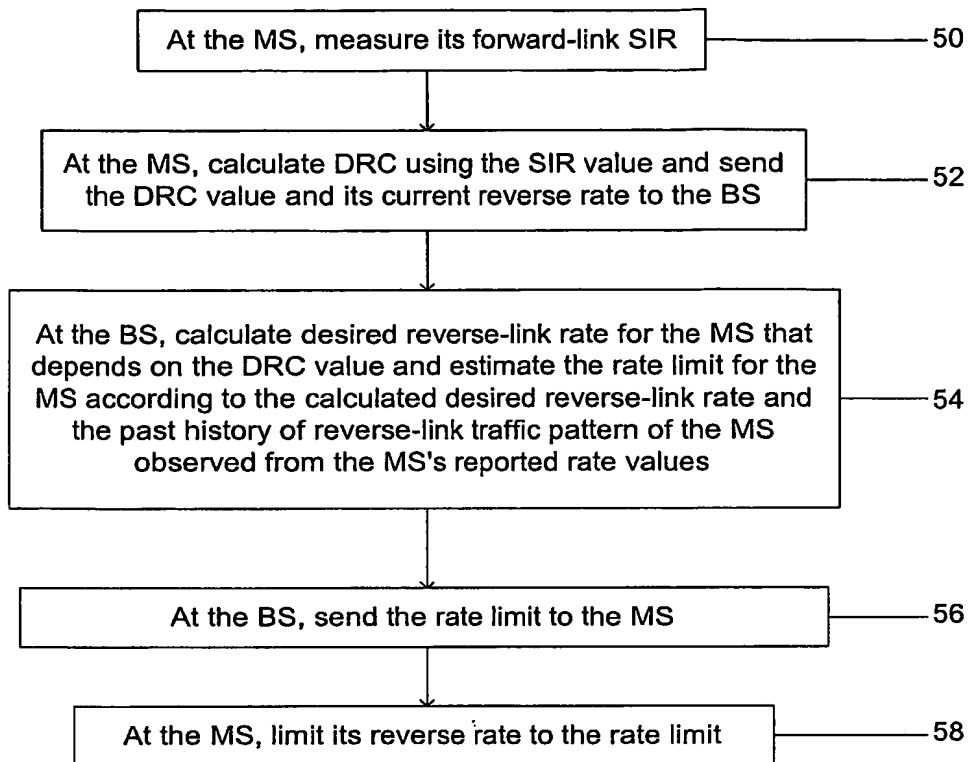 At the MS, measure its forward-link SIR
50
At the MS, calculate DRC using the SIR value and send
the DRC value and its current reverse rate to the BS
52
At the BS, calculate desired reverse-link rate for the MS that
depends on the DRC value and estimate the rate limit for the
MS according to the calculated desired reverse-link rate and
the past history of reverse-link traffic pattern of the MS
observed from the MS's reported rate values
54
At the BS, send the rate limit to the MS
56
At the MS, limit its reverse rate to the rate limit
58